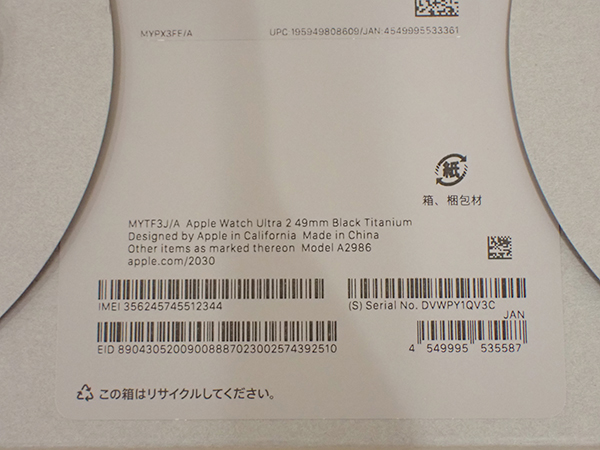 MYPX3FE/A UPC 195949808609/JAN 4549995533361
紙
箱、梱包材
MYTF3J/A Apple Watch Ultra 2 49mm Black Titanium
Designed by Apple in California Made in China
Other items as marked thereon Model A2986
apple.com/2030
IMEI 356245745512344
(S) Serial No. DVWPY1QV3C
JAN
EID 89043052009008887023002574392510
4 549995 535587
この箱はリサイクルしてください。